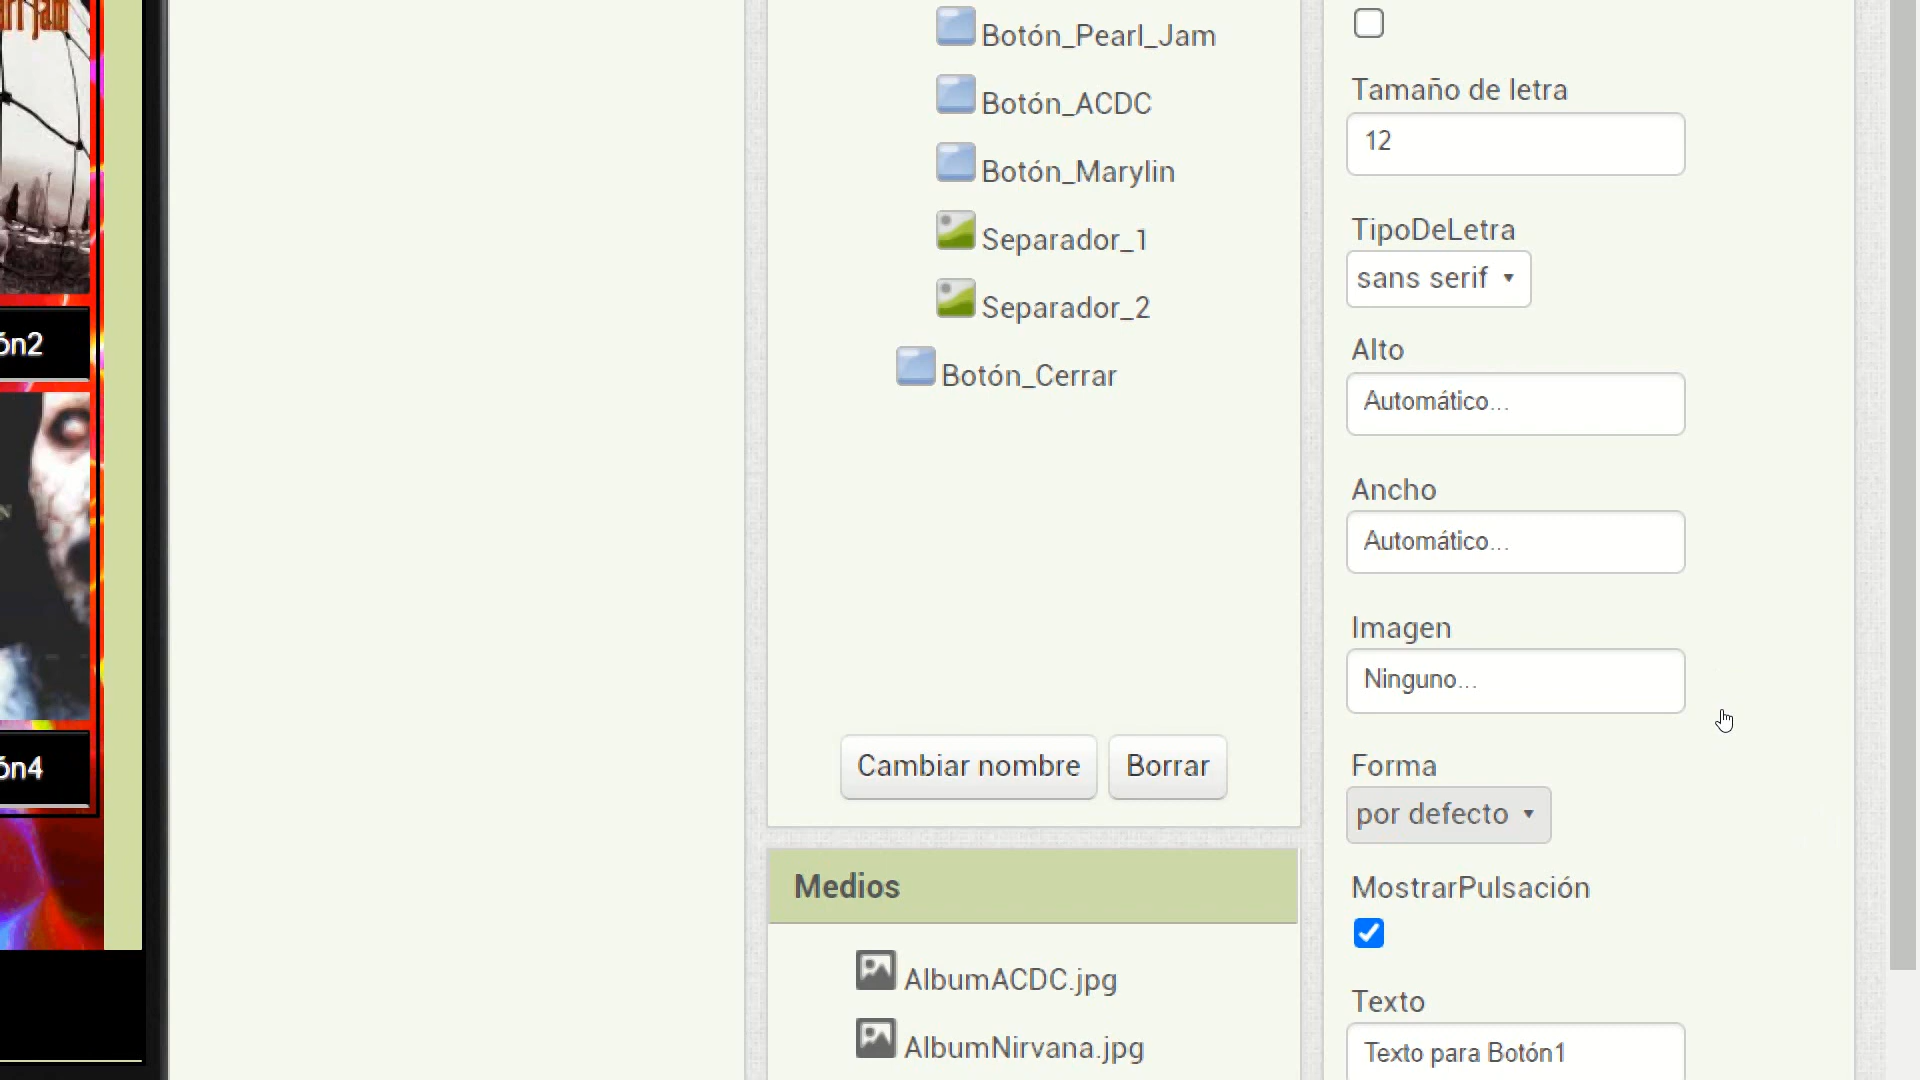 ón2
ón4
Botón_Pearl_Jam
Botón_ACDC
Botón_Marylin
Separador_1
Separador_2
Botón_Cerrar
Cambiar nombre
Borrar
Medios
AlbumACDC.jpg
AlbumNirvana.jpg
Tamaño de letra
12
TipoDeLetra
sans serif
Alto
Automático...
Ancho
Automático...
Imagen
Ninguno...
Forma
por defecto
MostrarPulsación
Texto
Texto para Botón1